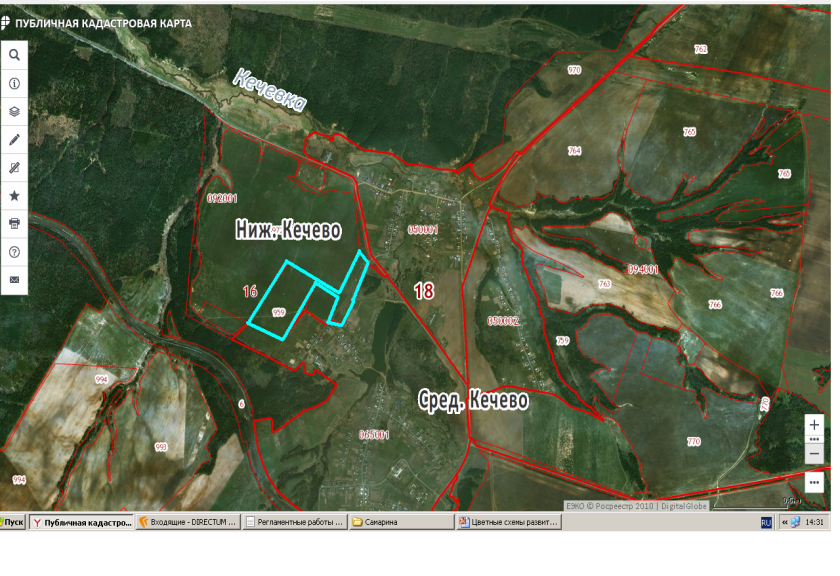 ПУБЛИЧНАЯ КАДАСТРОВАЯ КАРТА
762
Кечевка
970
765
764
765
092001
050001
Ниж. Кечево
094001
16
18
763
766
766
959
050002
759
994
6
Сред. Кечево
770
065001
993
770
994
ЕЭКО © Росреестр 2010 | DigitalGlobe
Пуск
Публичная кадастро...
Входящие - DIRECTUM ...
Регламентные работы ...
Самарина
Цветные схемы развит...
RU
«
14:31